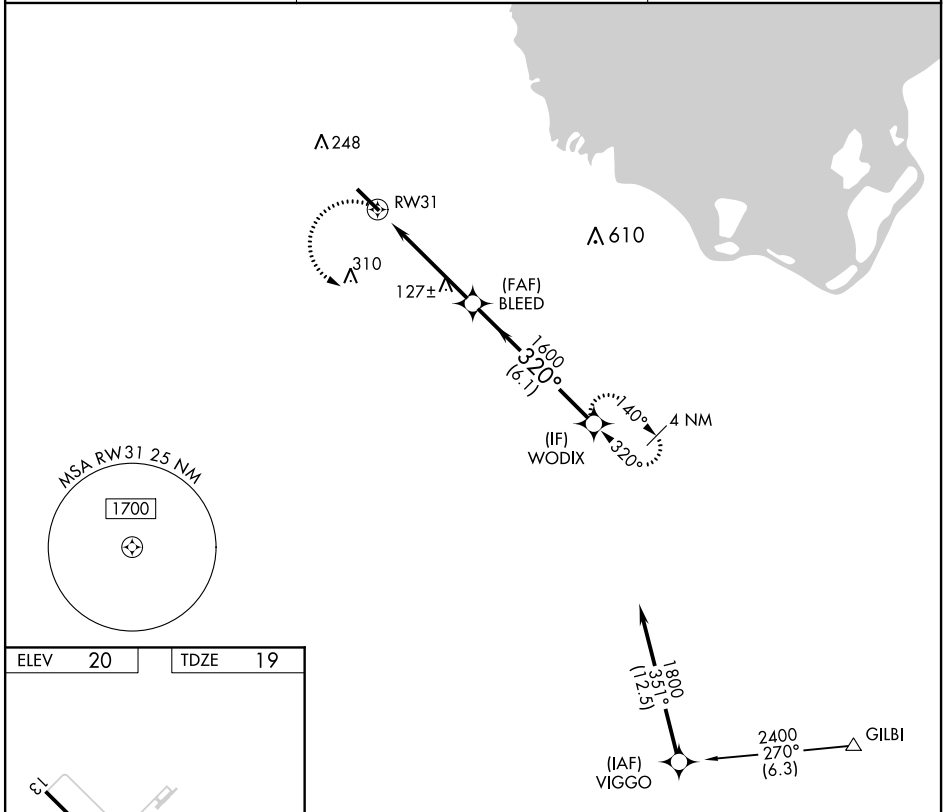 248
RW31
610
310
127±
(FAF)
BLEED
1600
320°
(6.1)
140°
4 NM
320°
(IF)
WODIX
MSA RW31 25 NM
1700
ELEV 20
TDZE 19
1800
351°
(12.5)
2400
270°
(6.3)
GILBI
(IAF)
VIGGO
13